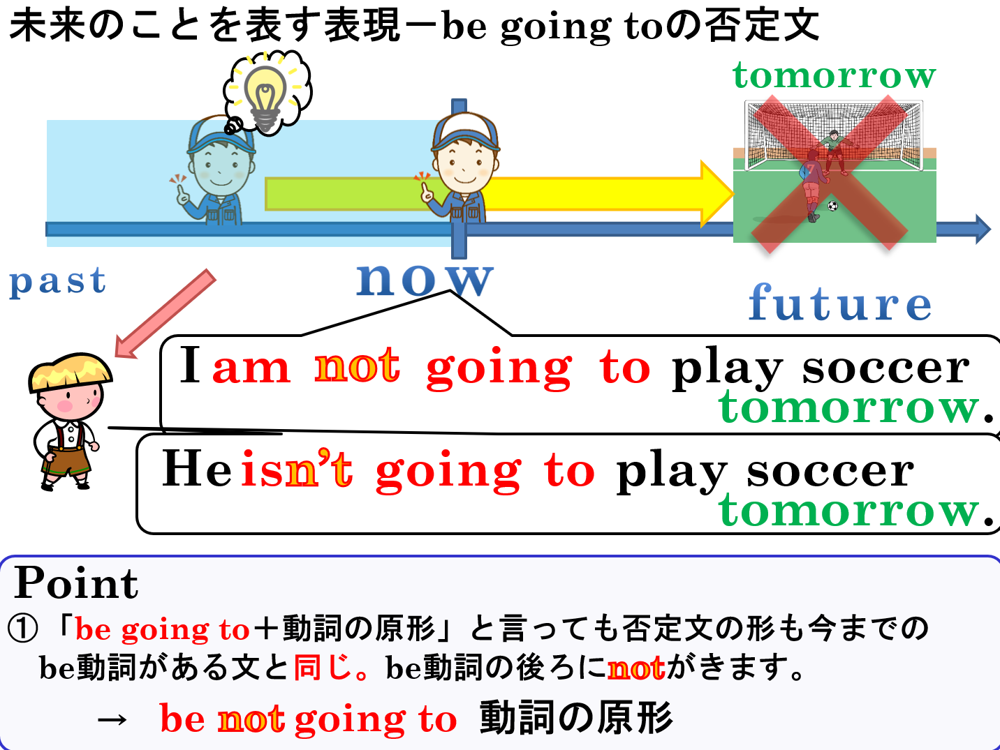 未来のことを表す表現－be going toの否定文
tomorrow
past
now
future
I am not going to play soccer
tomorrow.
He isn't going to play soccer
tomorrow.
Point
①「be going to＋動詞の原形」と言っても否定文の形も今までの
be動詞がある文と同じ。be動詞の後ろにnotがきます。
→ be not going to 動詞の原形